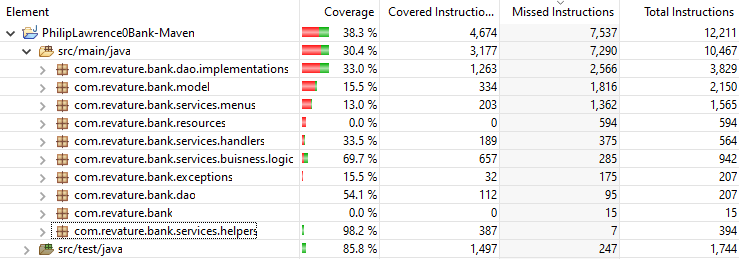 Element Coverage Covered Instructio... Missed Instructions Total Instructions
PhilipLawrence0Bank-Maven 38.3 % 4,674 7,537 12,211
src/main/java 30.4 % 3,177 7,290 10,467
com.revature.bank.dao.implementations 33.0 % 1,263 2,566 3,829
com.revature.bank.model 15.5 % 334 1,816 2,150
com.revature.bank.services.menus 13.0 % 203 1,362 1,565
com.revature.bank.resources 0.0 % 0 594 594
com.revature.bank.services.handlers 33.5 % 189 375 564
com.revature.bank.services.buisness.logic 69.7 % 657 285 942
com.revature.bank.exceptions 15.5 % 32 175 207
com.revature.bank.dao 54.1 % 112 95 207
com.revature.bank 0.0 % 0 15 15
com.revature.bank.services.helpers 98.2 % 387 7 394
src/test/java 85.8 % 1,497 247 1,744